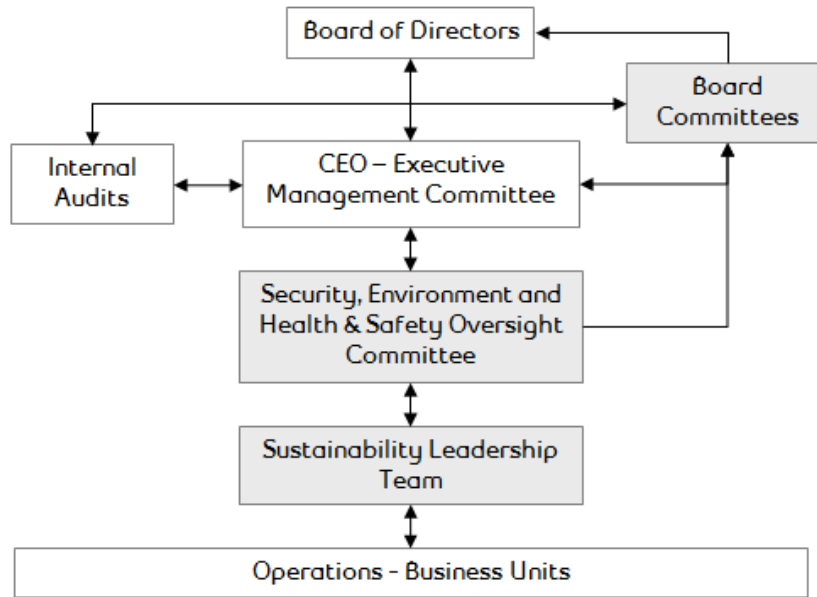 Board of Directors
Board
Committees
Internal
Audits
CEO – Executive
Management Committee
Security, Environment and
Health & Safety Oversight
Committee
Sustainability Leadership
Team
Operations - Business Units